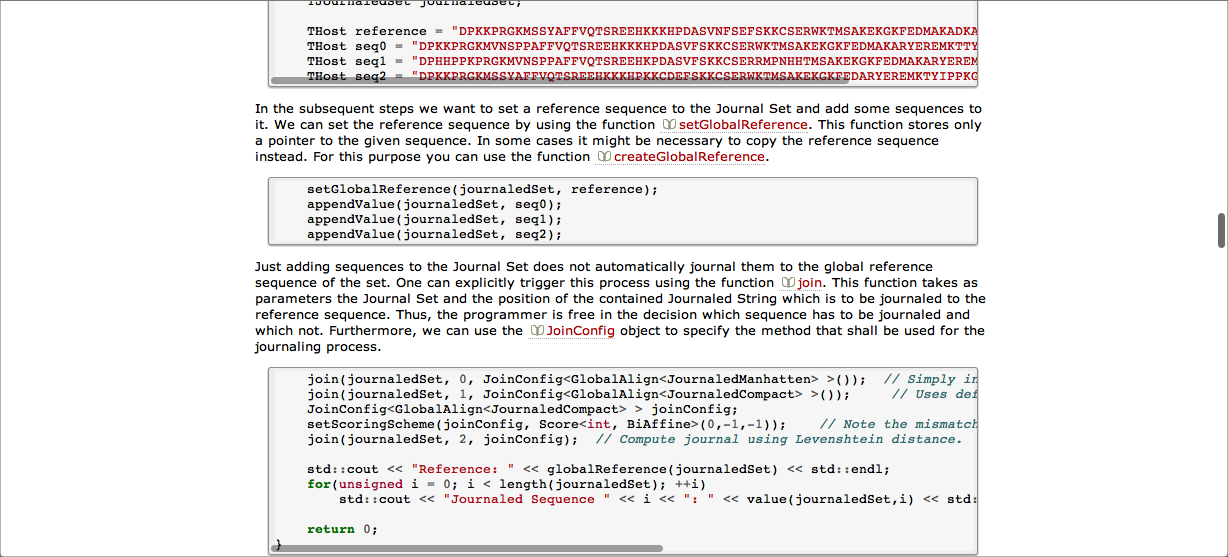 TJournaledSet journaledSet;
THost reference = "DPKKPRGKMSSYAFFVQTSREEHKKKHPDASVNFSEFSKKCSERWKTMSAKEKGKFEDMAKADKA
THost seq0 = "DPKKPRGKMVNSPPAFFVQTSREEHKKKHPDASVFSKKCSERWKTMSAKEKGKFEDMAKARYEREMKTTY
THost seq1 = "DPHHPPKPRGKMVNSPPAFFVQTSREEHKPDASVFSKKCSERRMPNHHTMSAKEKGKFEDMAKARYEREM
THost seq2 = "DPKKPRGKMSSYAFFVQTSREEHKKKHPKKCDEFSKKCSERWKTMSAKEKGKFEDARYEREMKTYIPPKG
In the subsequent steps we want to set a reference sequence to the Journal Set and add some sequences to
it. We can set the reference sequence by using the function setGlobalReference. This function stores only
a pointer to the given sequence. In some cases it might be necessary to copy the reference sequence
instead. For this purpose you can use the function createGlobalReference.
setGlobalReference(journaledSet, reference);
appendValue(journaledSet, seq0);
appendValue(journaledSet, seq1);
appendValue(journaledSet, seq2);
Just adding sequences to the Journal Set does not automatically journal them to the global reference
sequence of the set. One can explicitly trigger this process using the function join. This function takes as
parameters the Journal Set and the position of the contained Journaled String which is to be journaled to the
reference sequence. Thus, the programmer is free in the decision which sequence has to be journaled and
which not. Furthermore, we can use the JoinConfig object to specify the method that shall be used for the
journaling process.
join(journaledSet, 0, JoinConfig<GlobalAlign<JournaledManhatten> >()); // Simply in
join(journaledSet, 1, JoinConfig<GlobalAlign<JournaledCompact> >()); // Uses def
JoinConfig<GlobalAlign<JournaledCompact> > joinConfig;
setScoringScheme(joinConfig, Score<int, BiAffine>(0,-1,-1)); // Note the mismatch
join(journaledSet, 2, joinConfig); // Compute journal using Levenshtein distance.
std::cout << "Reference: " << globalReference(journaledSet) << std::endl;
for(unsigned i = 0; i < length(journaledSet); ++i)
std::cout << "Journaled Sequence " << i << ": " << value(journaledSet,i) << std:
return 0;
}